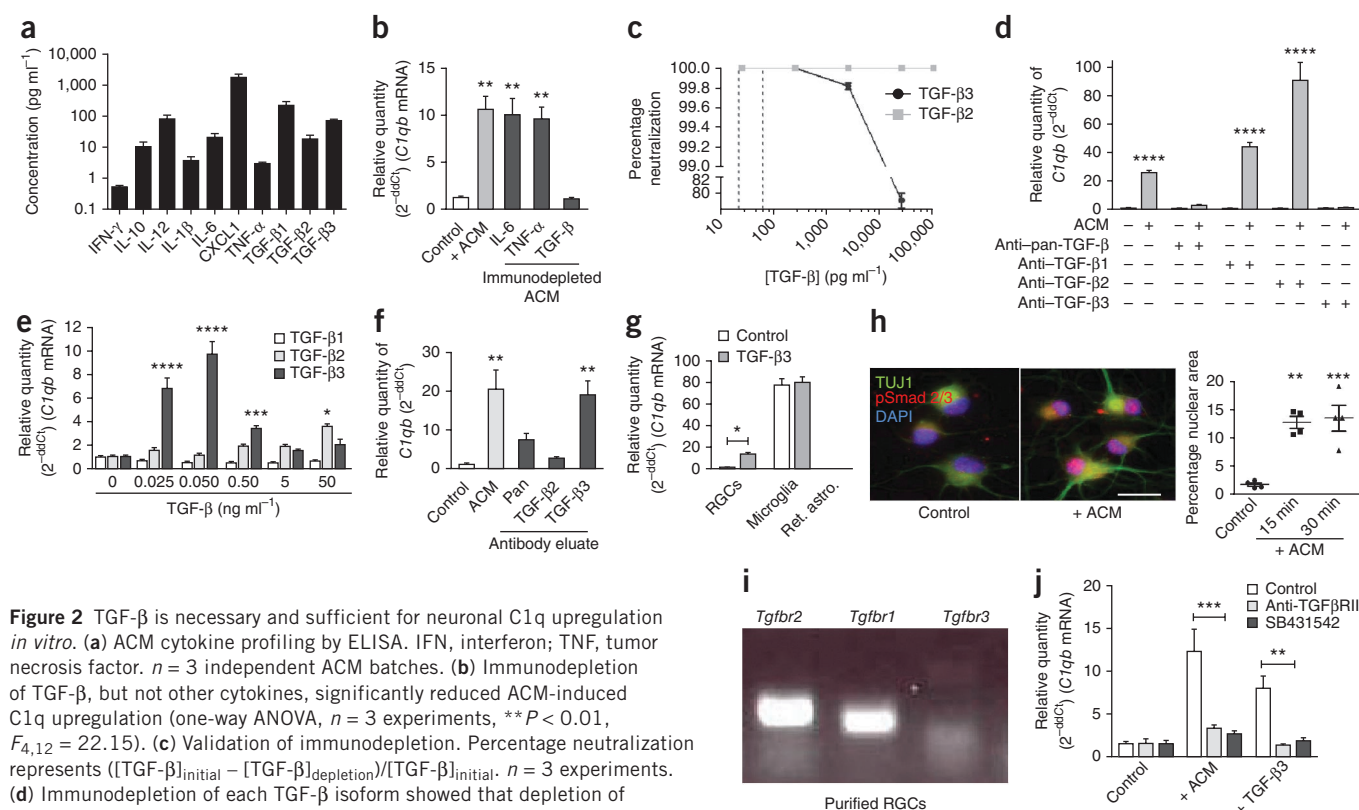 a
Concentration (pg ml−1)
10,000
1,000
100
10
1
0.1
IFN-γ
IL-10
IL-12
IL-1β
IL-6
CXCL1
TNF-α
TGF-β1
TGF-β2
TGF-β3
b
Relative quantity
(2−ddCt) (C1qb mRNA)
15
10
5
0
** ** **
Control
+ ACM
IL-6
TNF-α
TGF-β
Immunodepleted
ACM
c
Percentage
neutralization
100.0
99.8
99.6
99.4
99.2
99.0
82
80
10 100 1,000 10,000 100,000
[TGF-β] (pg ml−1)
TGF-β3
TGF-β2
d
Relative quantity of
C1qb (2−ddCt)
150
100
50
0
**** **** ****
ACM − + − + − + − + − +
Anti–pan-TGF-β − − + + − − − − − −
Anti–TGF-β1 − − − − + + − − − −
Anti–TGF-β2 − − − − − − + + − −
Anti–TGF-β3 − − − − − − − − + +
e
Relative quantity
(2−ddCt) (C1qb mRNA)
12
10
8
6
4
2
0
**** **** *** *
TGF-β1
TGF-β2
TGF-β3
0 0.025 0.050 0.50 5 50
TGF-β (ng ml−1)
f
Relative quantity of
C1qb (2−ddCt)
30
20
10
0
** **
Control
ACM
Pan
TGF-β2
TGF-β3
Antibody eluate
g
Relative quantity
(2−ddCt) (C1qb mRNA)
100
80
60
40
20
0
Control
TGF-β3
*
RGCs
Microglia
Ret. astro.
h
TUJ1
pSmad 2/3
DAPI
Control
+ ACM
Percentage nuclear area
20
15
10
5
0
** ***
Control
15 min
30 min
+ ACM
i
Tgfbr2 Tgfbr1 Tgfbr3
Purified RGCs
j
Relative quantity
(2−ddCt) (C1qb mRNA)
20
15
10
5
0
Control
Anti-TGFβRII
SB431542
*** **
Control
+ ACM
+ TGF-β3
Figure 2 TGF-β is necessary and sufficient for neuronal C1q upregulation
in vitro. (a) ACM cytokine profiling by ELISA. IFN, interferon; TNF, tumor
necrosis factor. n = 3 independent ACM batches. (b) Immunodepletion
of TGF-β, but not other cytokines, significantly reduced ACM-induced
C1q upregulation (one-way ANOVA, n = 3 experiments, **P < 0.01,
F4,12 = 22.15). (c) Validation of immunodepletion. Percentage neutralization
represents ([TGF-β]initial − [TGF-β]depletion)/[TGF-β]initial. n = 3 experiments.
(d) Immunodepletion of each TGF-β isoform showed that depletion of